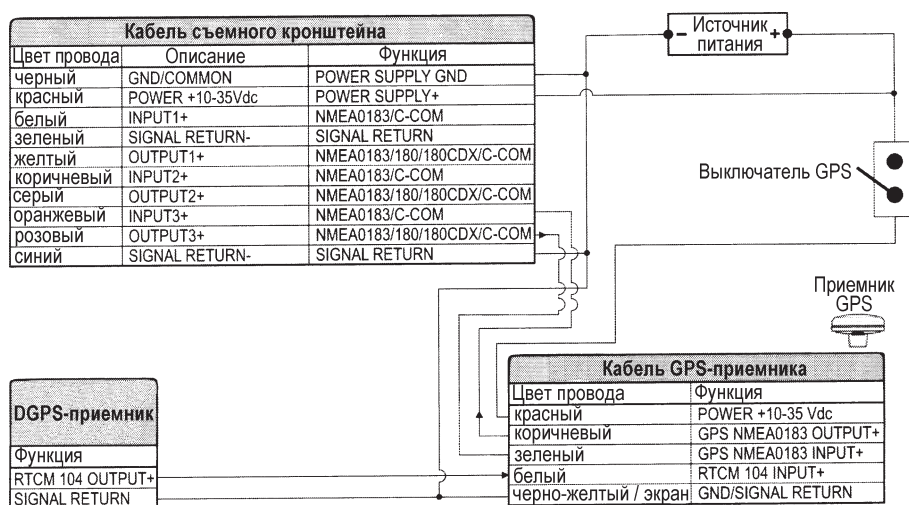 Кабель съемного кронштейна
Цвет провода Описание Функция
черный GND/COMMON POWER SUPPLY GND
красный POWER +10-35Vdc POWER SUPPLY+
белый INPUT1+ NMEA0183/C-COM
зеленый SIGNAL RETURN- SIGNAL RETURN
желтый OUTPUT1+ NMEA0183/180/180CDX/C-COM
коричневый INPUT2+ NMEA0183/C-COM
серый OUTPUT2+ NMEA0183/180/180CDX/C-COM
оранжевый INPUT3+ NMEA0183/C-COM
розовый OUTPUT3+ NMEA0183/180/180CDX/C-COM
синий SIGNAL RETURN- SIGNAL RETURN
– Источник питания +
Выключатель GPS
Приемник
GPS
Кабель GPS-приемника
Цвет провода Функция
красный POWER +10-35 Vdc
коричневый GPS NMEA0183 OUTPUT+
зеленый GPS NMEA0183 INPUT+
белый RTCM 104 INPUT+
черно-желтый / экран GND/SIGNAL RETURN
DGPS-приемник
Функция
RTCM 104 OUTPUT+
SIGNAL RETURN